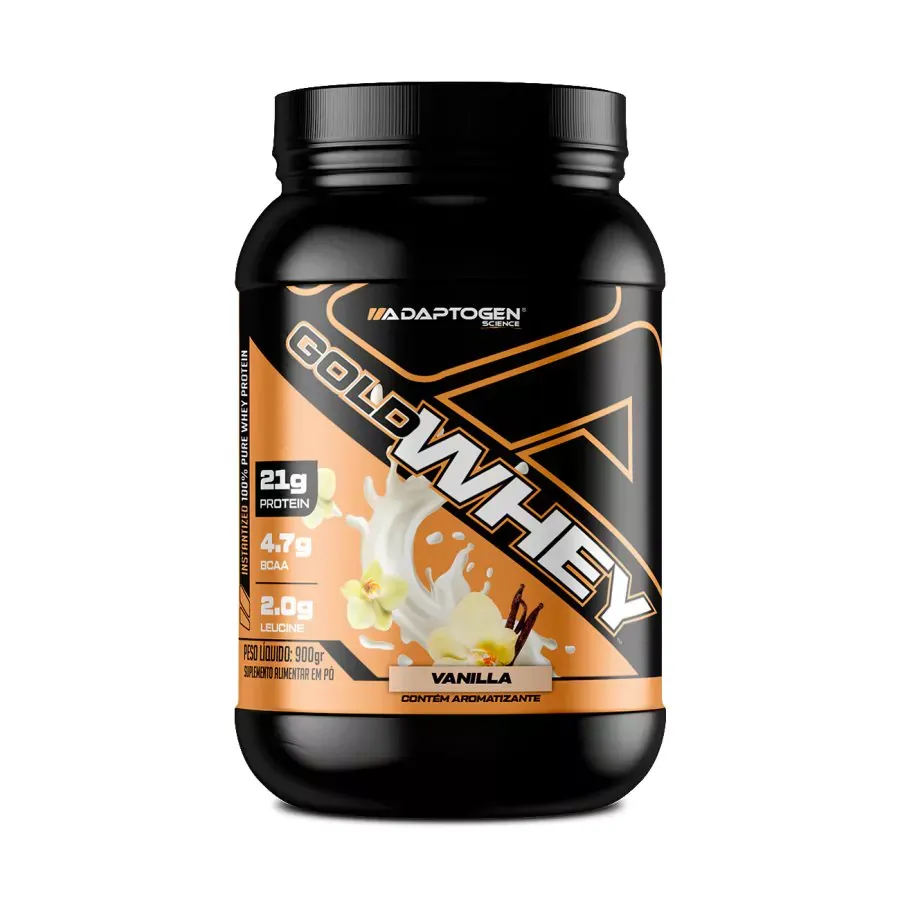 ADAPTOGEN®
SCIENCE
GOLD
WHEY™
INSTANTIZED 100% PURE WHEY PROTEIN
21g
PROTEIN
4.7g
BCAA
2.0g
LEUCINE
PESO LÍQUIDO: 900gr
SUPLEMENTO ALIMENTAR EM PÓ
VANILLA
CONTÉM AROMATIZANTE